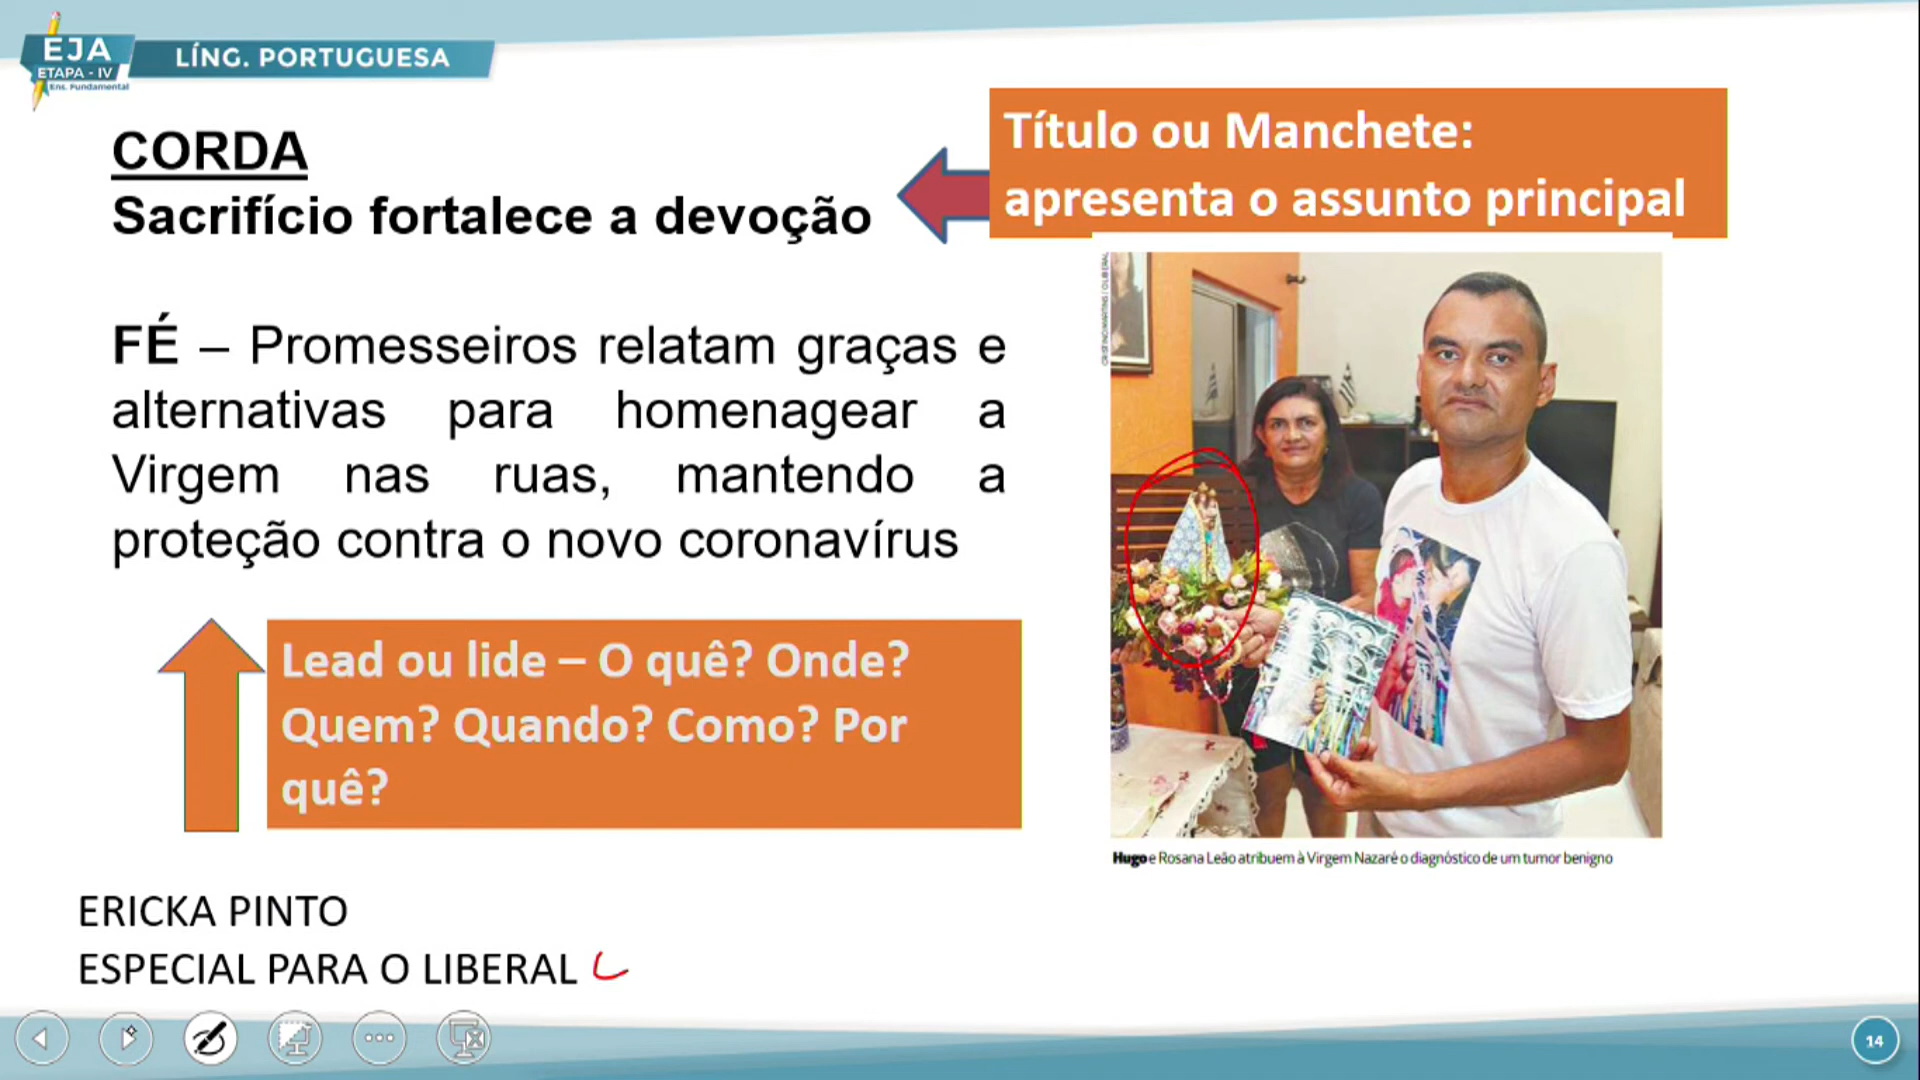 EJA
ETAPA - IV
Ens. Fundamental
LÍNG. PORTUGUESA
CORDA
Sacrifício fortalece a devoção
Título ou Manchete:
apresenta o assunto principal
FÉ – Promesseiros relatam graças e
alternativas para homenagear a
Virgem nas ruas, mantendo a
proteção contra o novo coronavírus
Lead ou lide – O quê? Onde?
Quem? Quando? Como? Por
quê?
CRISTINO MARTINS / O LIBERAL
Hugo e Rosana Leão atribuem à Virgem Nazaré o diagnóstico de um tumor benigno
ERICKA PINTO
ESPECIAL PARA O LIBERAL
14